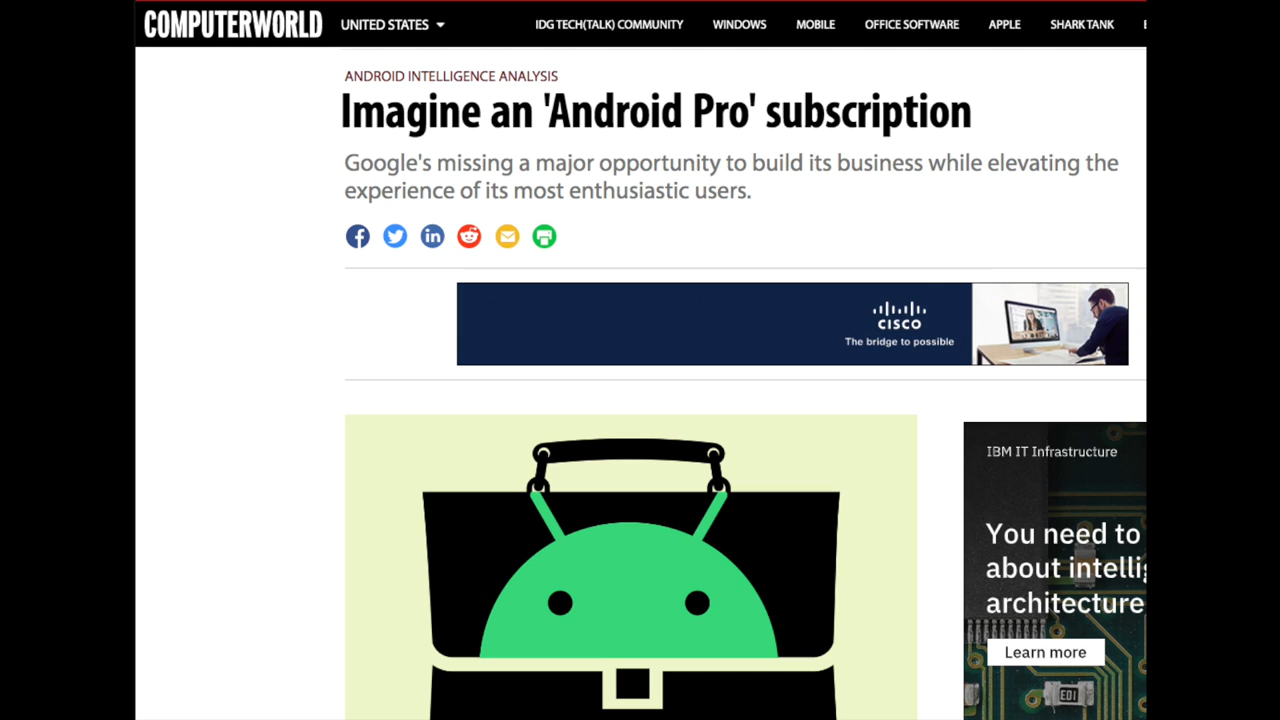 COMPUTERWORLD
UNITED STATES
IDG TECH(TALK) COMMUNITY
WINDOWS
MOBILE
OFFICE SOFTWARE
APPLE
SHARK TANK
ANDROID INTELLIGENCE ANALYSIS
Imagine an 'Android Pro' subscription
Google's missing a major opportunity to build its business while elevating the
experience of its most enthusiastic users.
CISCO
The bridge to possible
IBM IT Infrastructure
You need to
about
architecture
Learn more
E01